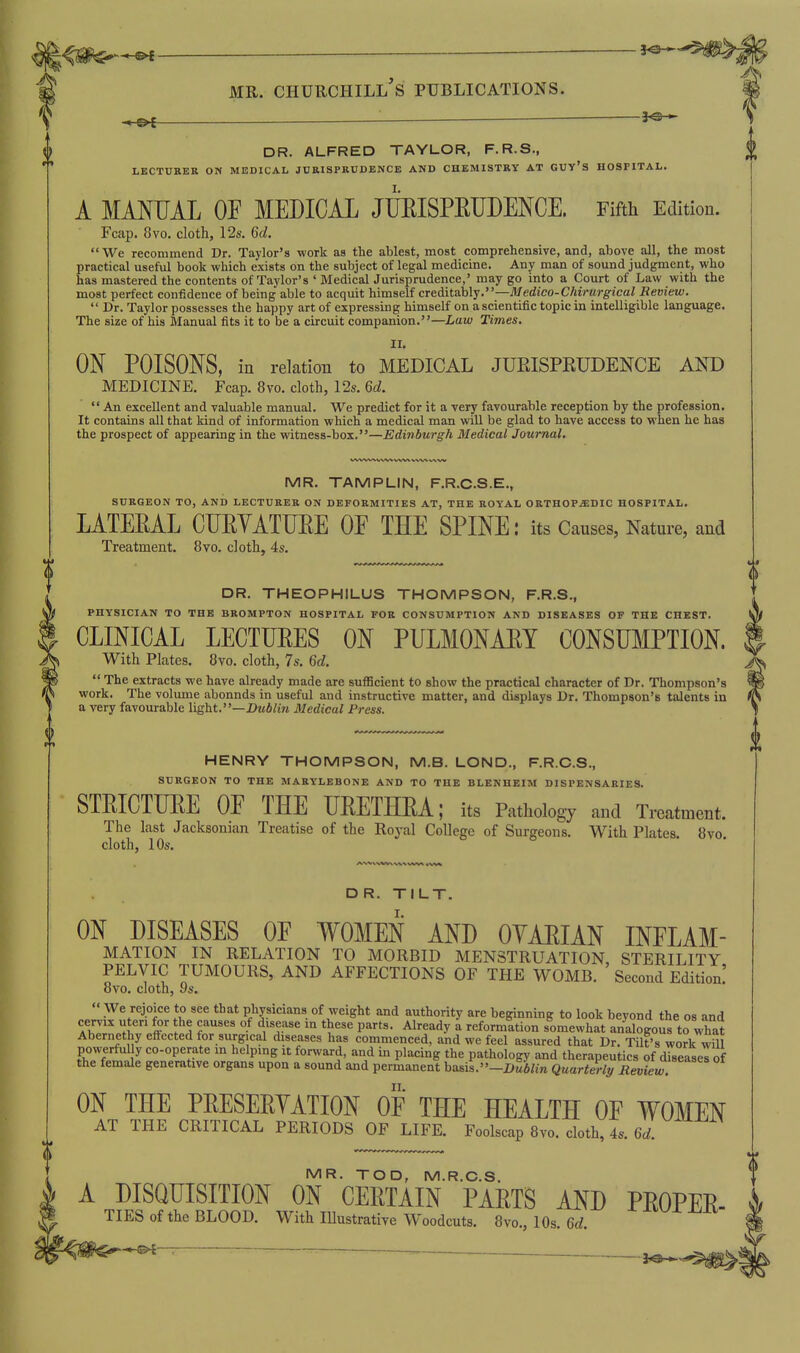 MR. CHURCHILL'S PUBLICATIONS.
DR. ALFRED TAYLOR, F.R.S.,
LECTURER ON MEDICAL JURISPRUDENCE AND CHEMISTRY AT GUY'S HOSPITAL.
I.
A MANUAL OF MEDICAL JURISPRUDENCE. Fifth Edition.
Fcap. 8vo. cloth, 12s. 6d.
"We recommend Dr. Taylor's work as the ablest, most comprehensive, and, above all, the most
practical useful book which exists on the subject of legal medicine. Any man of sound judgment, who
has mastered the contents of Taylor's 'Medical Jurisprudence,' may go into a Court of Law with the
most perfect confidence of being able to acquit himself creditably."—Medico-Chirurgical Review.
"Dr. Taylor possesses the happy art of expressing himself on a scientific topic in intelligible language.
The size of his Manual fits it to be a circuit companion."—Law Times.
II.
ON POISONS, in relation to MEDICAL JURISPRUDENCE AND
MEDICINE. Fcap. 8vo. cloth, 12s. 6d.
"An excellent and valuable manual. We predict for it a very favourable reception by the profession.
It contains all that kind of information which a medical man will be glad to have access to when he has
the prospect of appearing in the witness-box."—Edinburgh Medical Journal.
MR. TAMPLIN, F.R.C.S.E.,
SURGEON TO, AND LECTURER ON DEFORMITIES AT, THE ROYAL ORTHOPÆDIC HOSPITAL.
LATERAL CURVATURE OF THE SPINE: its Causes, Nature, and
Treatment. 8vo. cloth, 4s.
DR. THEOPHILUS THOMPSON, F.R.S.,
PHYSICIAN TO THE BROMPTON HOSPITAL FOR CONSUMPTION AND DISEASES OF THE CHEST.
CLINICAL LECTURES ON PULMONARY CONSUMPTION.
With Plates. 8vo. cloth, 7s. 6d.
"The extracts we have already made are sufficient to show the practical character of Dr. Thompson's
work. The volume abonnds in useful and instructive matter, and displays Dr. Thompson's talents in
a very favourable light."—Dublin Medical Press.
HENRY THOMPSON, M.B. LOND., F.R.C.S.,
SURGEON TO THE MARYLEBONE AND TO THE BLENHEIM DISPENSARIES.
STRICTURE OF THE URETHRA; its Pathology and Treatment.
The last Jacksonian Treatise of the Royal College of Surgeons. With Plates. 8vo.
cloth, 10s.
DR. TILT.
I.
ON DISEASES OF WOMEN AND OVARIAN INFLAM-
MATION IN RELATION TO MORBID MENSTRUATION, STERILITY,
PELVIC TUMOURS, AND AFFECTIONS OF THE WOMB. Second Edition.
8vo. cloth, 9s.
"We rejoice to see that physicians of weight and authority are beginning to look beyond the os and
cervix uteri for the causes of disease in these parts. Already a reformation somewhat analogous to what
Abernethy effected for surgical diseases has commenced, and we feel assured that Dr. Tilt's work will
powerfully co-operate in helping it forward, and in placing the pathology and therapeutics of diseases of
the female generative organs upon a sound and permanent basis."—Dublin Quarterly Review.
II.
ON THE PRESERVATION OF THE HEALTH OF WOMEN
AT THE CRITICAL PERIODS OF LIFE. Foolscap 8vo. cloth, 4s. 6d.
MR. TOD, M.R.C.S.
A DISQUISITION ON CERTAIN PARTS AND PROPER-
TIES of the BLOOD. With Illustrative Woodcuts. 8vo., 10s. 6d.